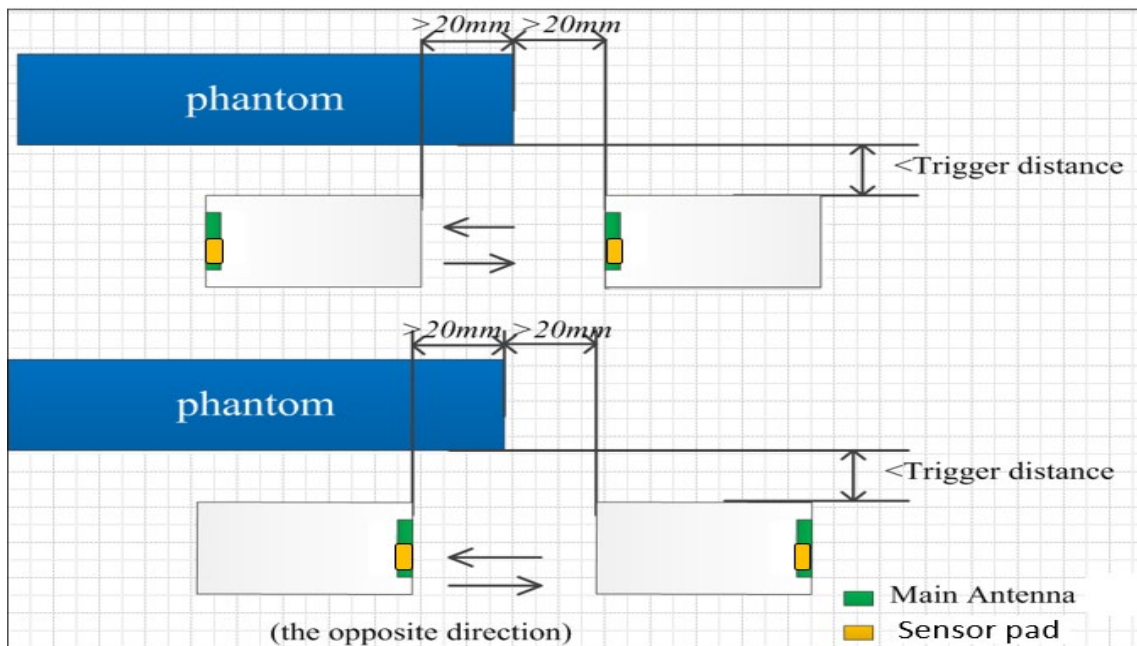 >20mm >20mm
phantom
<Trigger distance
>20mm >20mm
phantom
<Trigger distance
(the opposite direction)
Main Antenna
Sensor pad